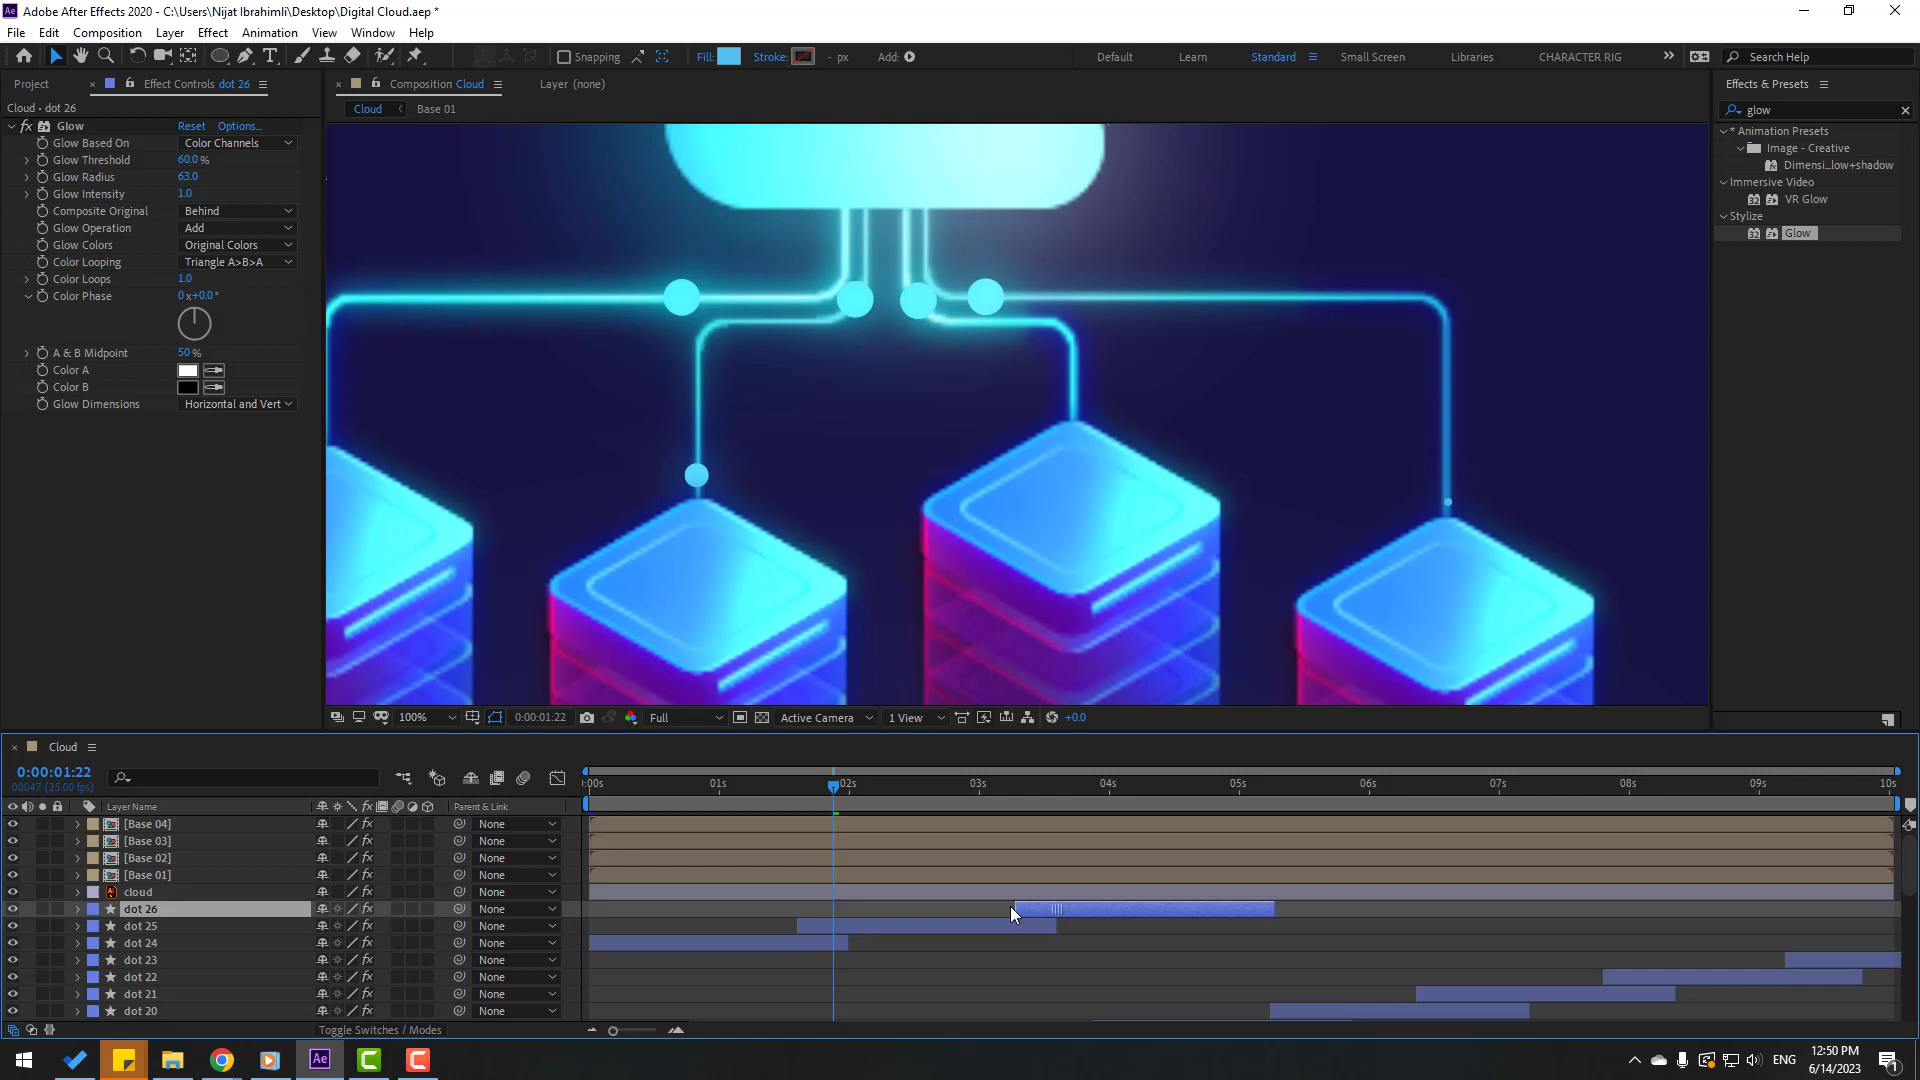 Adobe After Effects 2020 - C:\Users\Nijat Ibrahimli\Desktop\Digital Cloud.aep *
File Edit Composition Layer Effect Animation View Window Help
Snapping Fill: Stroke: - px Add: Default Learn Standard Small Screen Libraries CHARACTER RIG Search Help
Project Effect Controls dot 26 Composition Cloud Layer (none) Effects & Presets
Cloud • dot 26 Cloud Base 01 glow
fx Glow Reset Options...
Glow Based On Color Channels
Glow Threshold 60.0 %
Glow Radius 63.0
Glow Intensity 1.0
Composite Original Behind
Glow Operation Add
Glow Colors Original Colors
Color Looping Triangle A>B>A
Color Loops 1.0
Color Phase 0 x+0.0 °
A & B Midpoint 50 %
Color A
Color B
Glow Dimensions Horizontal and Vert
* Animation Presets
Image - Creative
Dimensi...low+shadow
Immersive Video
VR Glow
Stylize
Glow
100% 0:00:01:22 Full Active Camera 1 View +0.0
Cloud
0:00:01:22
00047 (25.00 fps)
:00s 01s 02s 03s 04s 05s 06s 07s 08s 09s 10s
Layer Name Parent & Link
[Base 04] None
[Base 03] None
[Base 02] None
[Base 01] None
cloud None
dot 26 None
dot 25 None
dot 24 None
dot 23 None
dot 22 None
dot 21 None
dot 20 None
Toggle Switches / Modes
Ae ENG 12:50 PM
6/14/2023 1